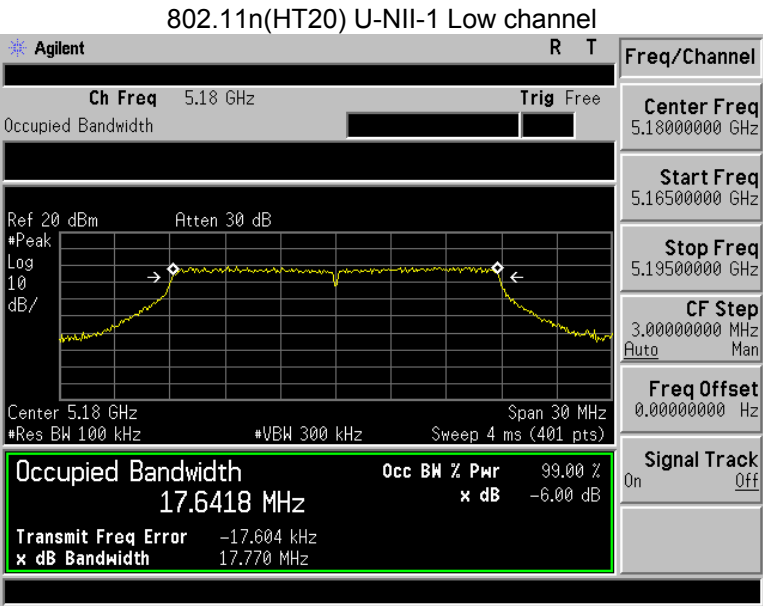 802.11n(HT20) U-NII-1 Low channel
Agilent R T
Freq/Channel
Ch Freq 5.18 GHz Trig Free
Occupied Bandwidth
Center Freq
5.18000000 GHz
Start Freq
5.16500000 GHz
Stop Freq
5.19500000 GHz
CF Step
3.00000000 MHz
Auto Man
Freq Offset
0.00000000 Hz
Signal Track
On Off
Ref 20 dBm Atten 30 dB
#Peak
Log
10
dB/
Center 5.18 GHz Span 30 MHz
#Res BW 100 kHz #VBW 300 kHz Sweep 4 ms (401 pts)
Occupied Bandwidth Occ BW % Pwr 99.00 %
17.6418 MHz x dB -6.00 dB
Transmit Freq Error -17.604 kHz
x dB Bandwidth 17.770 MHz